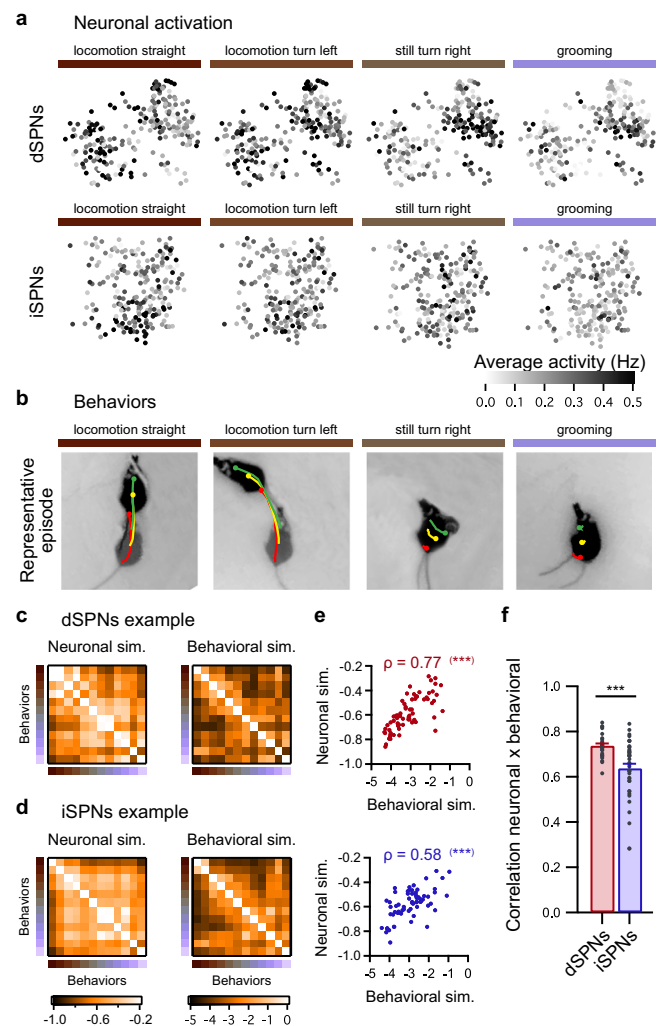 a Neuronal activation
locomotion straight locomotion turn left still turn right grooming
dSPNs
locomotion straight locomotion turn left still turn right grooming
iSPNs
Average activity (Hz)
0.0 0.1 0.2 0.3 0.4 0.5
b Behaviors
locomotion straight locomotion turn left still turn right grooming
Representative
episode
c dSPNs example
Neuronal sim. Behavioral sim.
Behaviors
d iSPNs example
Neuronal sim. Behavioral sim.
Behaviors
Behaviors Behaviors
-1.0 -0.6 -0.2
-5 -4 -3 -2 -1 0
e
ρ = 0.77 (***)
Neuronal sim.
-0.2
-0.4
-0.6
-0.8
-1.0
-5 -4 -3 -2 -1 0
Behavioral sim.
ρ = 0.58 (***)
Neuronal sim.
-0.2
-0.4
-0.6
-0.8
-1.0
-5 -4 -3 -2 -1 0
Behavioral sim.
f
***
Correlation neuronal x behavioral
1.0
0.8
0.6
0.4
0.2
0.0
dSPNs
iSPNs